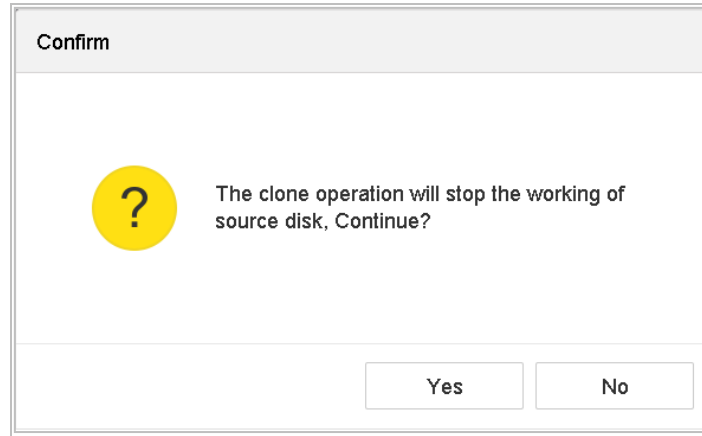 Confirm
?
The clone operation will stop the working of
source disk, Continue?
Yes No